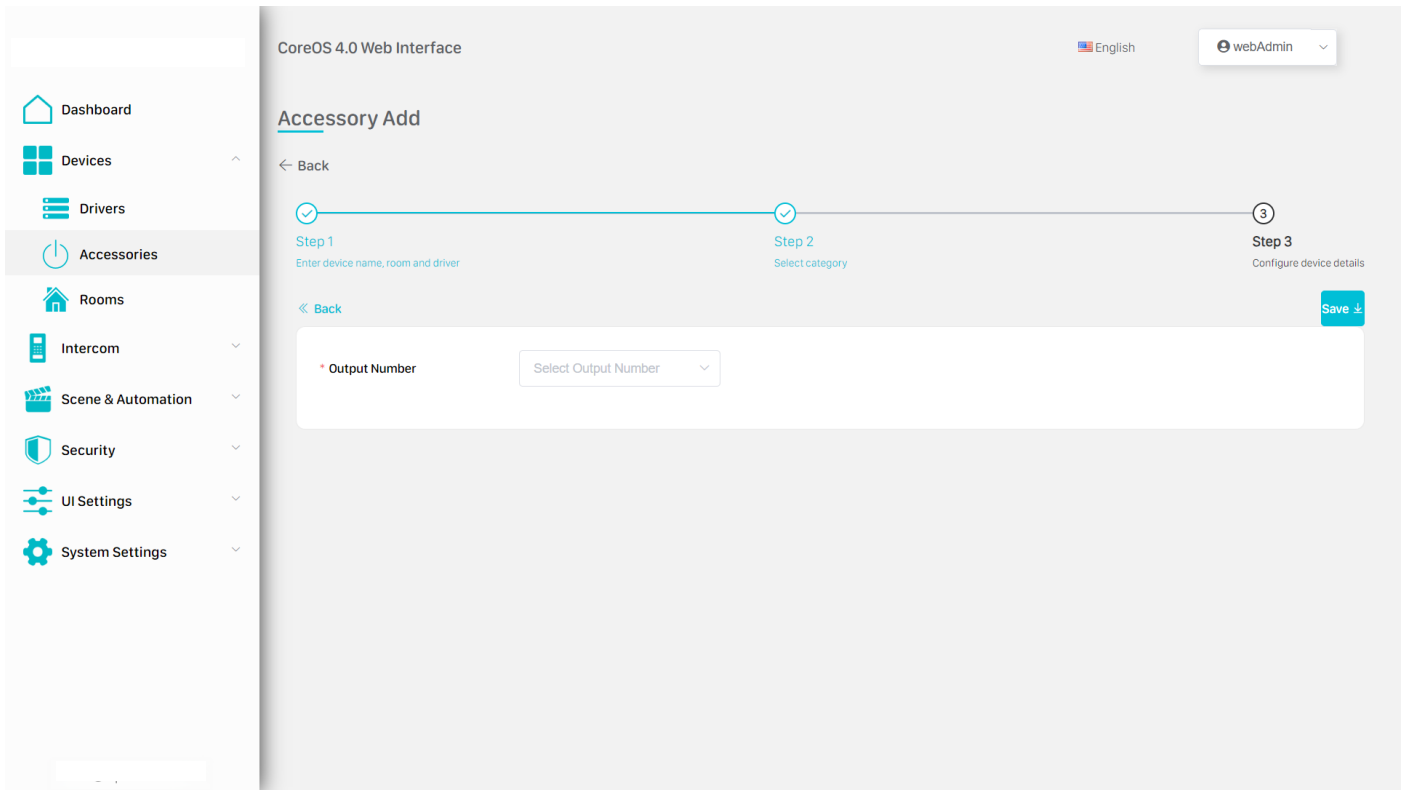 CoreOS 4.0 Web Interface
English
webAdmin
Dashboard
Devices
Drivers
Accessories
Rooms
Intercom
Scene & Automation
Security
UI Settings
System Settings
Accessory Add
Back
3
Step 1
Step 2
Step 3
Enter device name, room and driver
Select category
Configure device details
Back
Save
* Output Number
Select Output Number